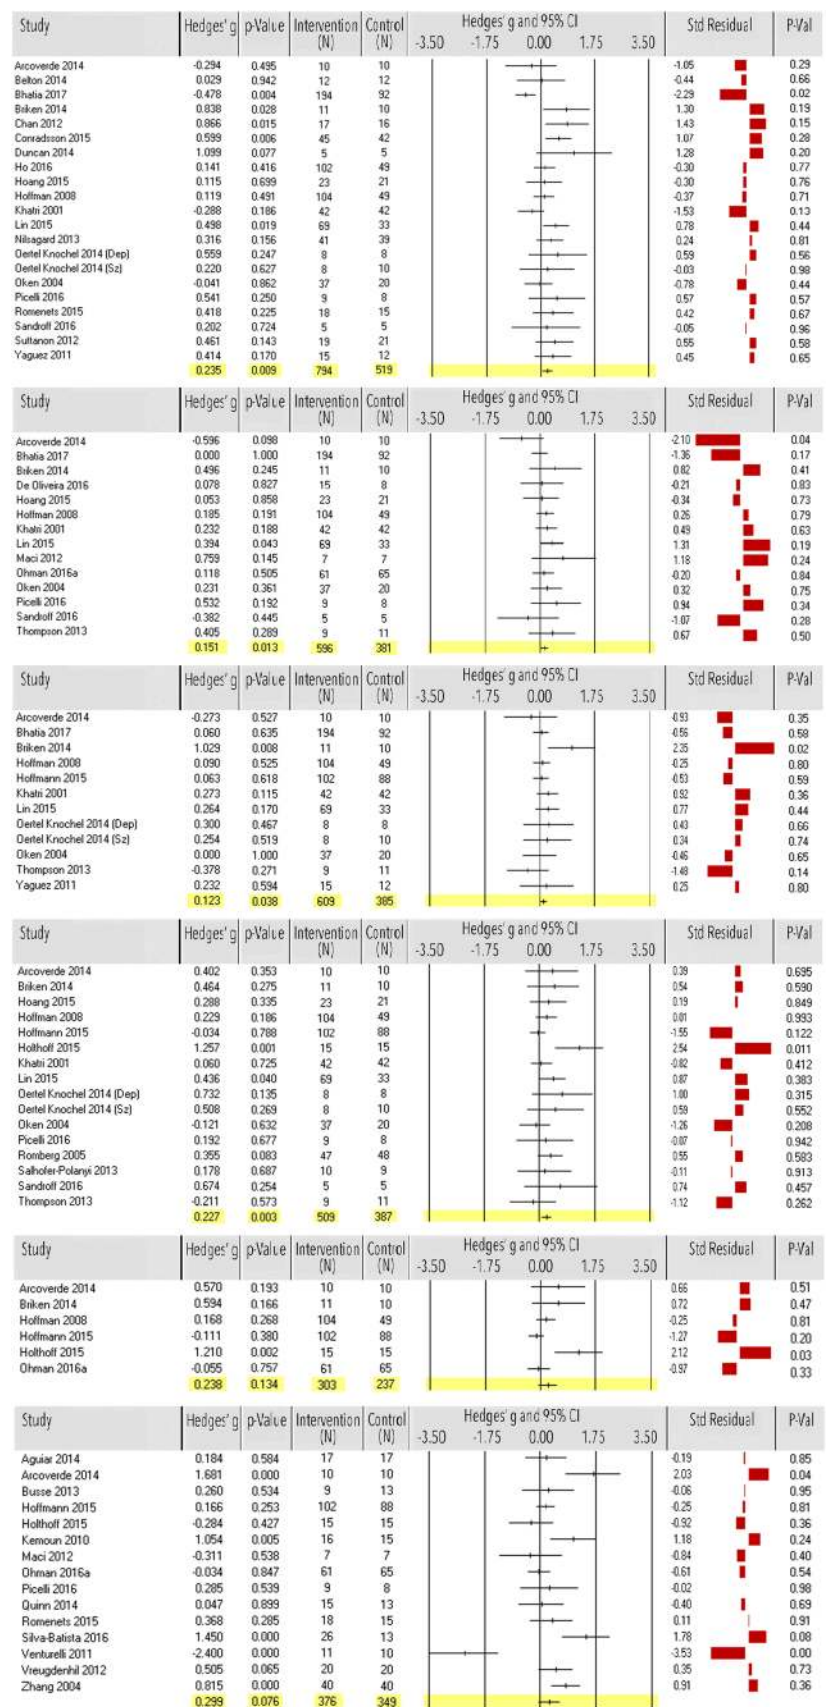 Study Hedges' g p-Value Intervention (N) Control (N) Hedges' g and 95% CI -3.50 -1.75 0.00 1.75 3.50 Std Residual P-Val
Arcoverde 2014 -0.294 0.495 10 10 -1.05 0.29
Belton 2014 0.029 0.942 12 12 -0.44 0.66
Bhatia 2017 -0.478 0.004 194 92 -2.29 0.02
Briken 2014 0.838 0.028 11 10 1.30 0.19
Chan 2012 0.866 0.015 17 16 1.43 0.15
Conradsson 2015 0.599 0.006 45 42 1.07 0.28
Duncan 2014 1.099 0.077 5 5 1.28 0.20
Ho 2016 0.141 0.416 102 49 -0.30 0.77
Hoang 2015 0.115 0.699 23 21 -0.30 0.76
Hoffman 2008 0.119 0.491 104 49 -0.37 0.71
Khatri 2001 -0.288 0.186 42 42 -1.53 0.13
Lin 2015 0.498 0.019 69 33 0.78 0.44
Nilsagard 2013 0.316 0.156 41 39 0.24 0.81
Oertel Knochel 2014 (Dep) 0.559 0.247 8 8 0.59 0.56
Oertel Knochel 2014 (Sz) 0.220 0.627 8 10 -0.03 0.98
Oken 2004 -0.041 0.862 37 20 -0.78 0.44
Picelli 2016 0.541 0.250 9 8 0.57 0.57
Romenets 2015 0.418 0.225 18 15 0.42 0.67
Sandroff 2016 0.202 0.724 5 5 -0.05 0.96
Suttanon 2012 0.461 0.143 19 21 0.55 0.58
Yaguez 2011 0.414 0.170 15 12 0.45 0.65
0.235 0.009 794 519
Study Hedges' g p-Value Intervention (N) Control (N) Hedges' g and 95% CI -3.50 -1.75 0.00 1.75 3.50 Std Residual P-Val
Arcoverde 2014 -0.596 0.098 10 10 -2.10 0.04
Bhatia 2017 0.000 1.000 194 92 -1.36 0.17
Briken 2014 0.496 0.245 11 10 0.82 0.41
De Oliveira 2016 0.078 0.827 15 8 -0.21 0.83
Hoang 2015 0.053 0.858 23 21 -0.34 0.73
Hoffman 2008 0.185 0.191 104 49 0.26 0.79
Khatri 2001 0.232 0.188 42 42 0.49 0.63
Lin 2015 0.394 0.043 69 33 1.31 0.19
Maci 2012 0.759 0.145 7 7 1.18 0.24
Ohman 2016a 0.118 0.505 61 65 -0.20 0.84
Oken 2004 0.231 0.361 37 20 0.32 0.75
Picelli 2016 0.532 0.192 9 8 0.94 0.34
Sandroff 2016 -0.382 0.445 5 5 -1.07 0.28
Thompson 2013 0.405 0.289 9 11 0.67 0.50
0.151 0.013 596 381
Study Hedges' g p-Value Intervention (N) Control (N) Hedges' g and 95% CI -3.50 -1.75 0.00 1.75 3.50 Std Residual P-Val
Arcoverde 2014 -0.273 0.527 10 10 -0.93 0.35
Bhatia 2017 0.060 0.635 194 92 -0.56 0.58
Briken 2014 1.029 0.008 11 10 2.35 0.02
Hoffman 2008 0.090 0.525 104 49 -0.25 0.80
Hoffmann 2015 0.063 0.618 102 88 -0.53 0.59
Khatri 2001 0.273 0.115 42 42 0.92 0.36
Lin 2015 0.264 0.170 69 33 0.77 0.44
Oertel Knochel 2014 (Dep) 0.300 0.467 8 8 0.43 0.66
Oertel Knochel 2014 (Sz) 0.254 0.519 8 10 0.34 0.74
Oken 2004 0.000 1.000 37 20 -0.46 0.65
Thompson 2013 -0.378 0.271 9 11 -1.48 0.14
Yaguez 2011 0.232 0.594 15 12 0.25 0.80
0.123 0.038 609 385
Study Hedges' g p-Value Intervention (N) Control (N) Hedges' g and 95% CI -3.50 -1.75 0.00 1.75 3.50 Std Residual P-Val
Arcoverde 2014 0.402 0.353 10 10 0.39 0.695
Briken 2014 0.464 0.275 11 10 0.54 0.590
Hoang 2015 0.288 0.335 23 21 0.19 0.849
Hoffman 2008 0.229 0.186 104 49 0.01 0.993
Hoffmann 2015 -0.034 0.788 102 88 -1.55 0.122
Holthoff 2015 1.257 0.001 15 15 2.54 0.011
Khatri 2001 0.060 0.725 42 42 -0.82 0.412
Lin 2015 0.436 0.040 69 33 0.87 0.383
Oertel Knochel 2014 (Dep) 0.732 0.135 8 8 1.00 0.315
Oertel Knochel 2014 (Sz) 0.508 0.269 8 10 0.59 0.552
Oken 2004 -0.121 0.632 37 20 -1.26 0.208
Picelli 2016 0.192 0.677 9 8 -0.07 0.942
Romberg 2005 0.355 0.083 47 48 0.55 0.583
Salhofer-Polanyi 2013 0.178 0.687 10 9 -0.11 0.913
Sandroff 2016 0.674 0.254 5 5 0.74 0.457
Thompson 2013 -0.211 0.573 9 11 -1.12 0.262
0.227 0.003 509 387
Study Hedges' g p-Value Intervention (N) Control (N) Hedges' g and 95% CI -3.50 -1.75 0.00 1.75 3.50 Std Residual P-Val
Arcoverde 2014 0.570 0.193 10 10 0.66 0.51
Briken 2014 0.594 0.166 11 10 0.72 0.47
Hoffman 2008 0.168 0.268 104 49 -0.25 0.81
Hoffmann 2015 -0.111 0.380 102 88 -1.27 0.20
Holthoff 2015 1.210 0.002 15 15 2.12 0.03
Ohman 2016a -0.055 0.757 61 65 -0.97 0.33
0.238 0.134 303 237
Study Hedges' g p-Value Intervention (N) Control (N) Hedges' g and 95% CI -3.50 -1.75 0.00 1.75 3.50 Std Residual P-Val
Aguiar 2014 0.184 0.584 17 17 -0.19 0.85
Arcoverde 2014 1.681 0.000 10 10 2.03 0.04
Busse 2013 0.260 0.534 9 13 -0.06 0.95
Hoffmann 2015 0.166 0.253 102 88 -0.25 0.81
Holthoff 2015 -0.284 0.427 15 15 -0.92 0.36
Kemoun 2010 1.054 0.005 16 15 1.18 0.24
Maci 2012 -0.311 0.538 7 7 -0.84 0.40
Ohman 2016a -0.034 0.847 61 65 -0.61 0.54
Picelli 2016 0.285 0.539 9 8 -0.02 0.98
Quinn 2014 0.047 0.899 15 13 -0.40 0.69
Romenets 2015 0.368 0.285 18 15 0.11 0.91
Silva-Batista 2016 1.450 0.000 26 13 1.78 0.08
Venturelli 2011 -2.400 0.000 11 10 -3.53 0.00
Vreugdenhil 2012 0.505 0.065 20 20 0.35 0.73
Zhang 2004 0.815 0.000 40 40 0.91 0.36
0.299 0.076 376 349